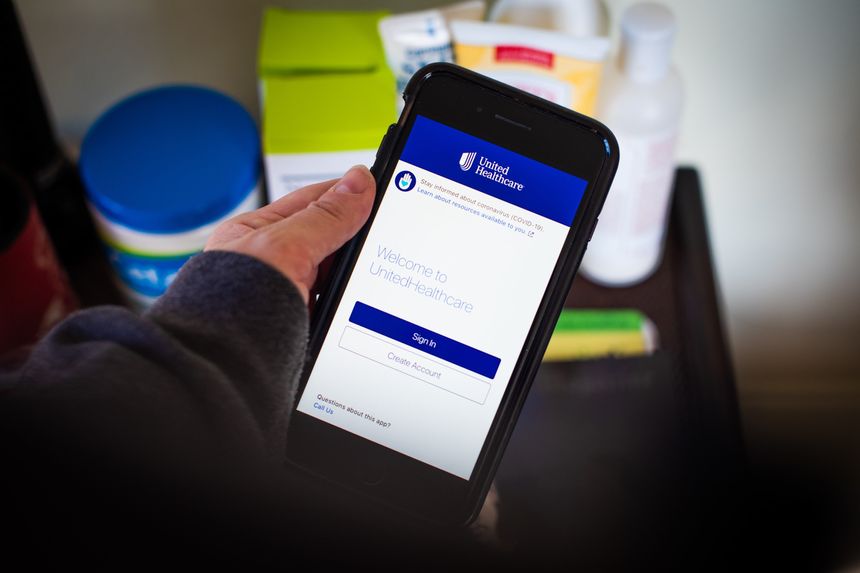 United
Healthcare
Stay informed about coronavirus (COVID-19).
Learn about resources available to you.
Welcome to
UnitedHealthcare
Sign In
Create Account
Questions about this app?
Call Us